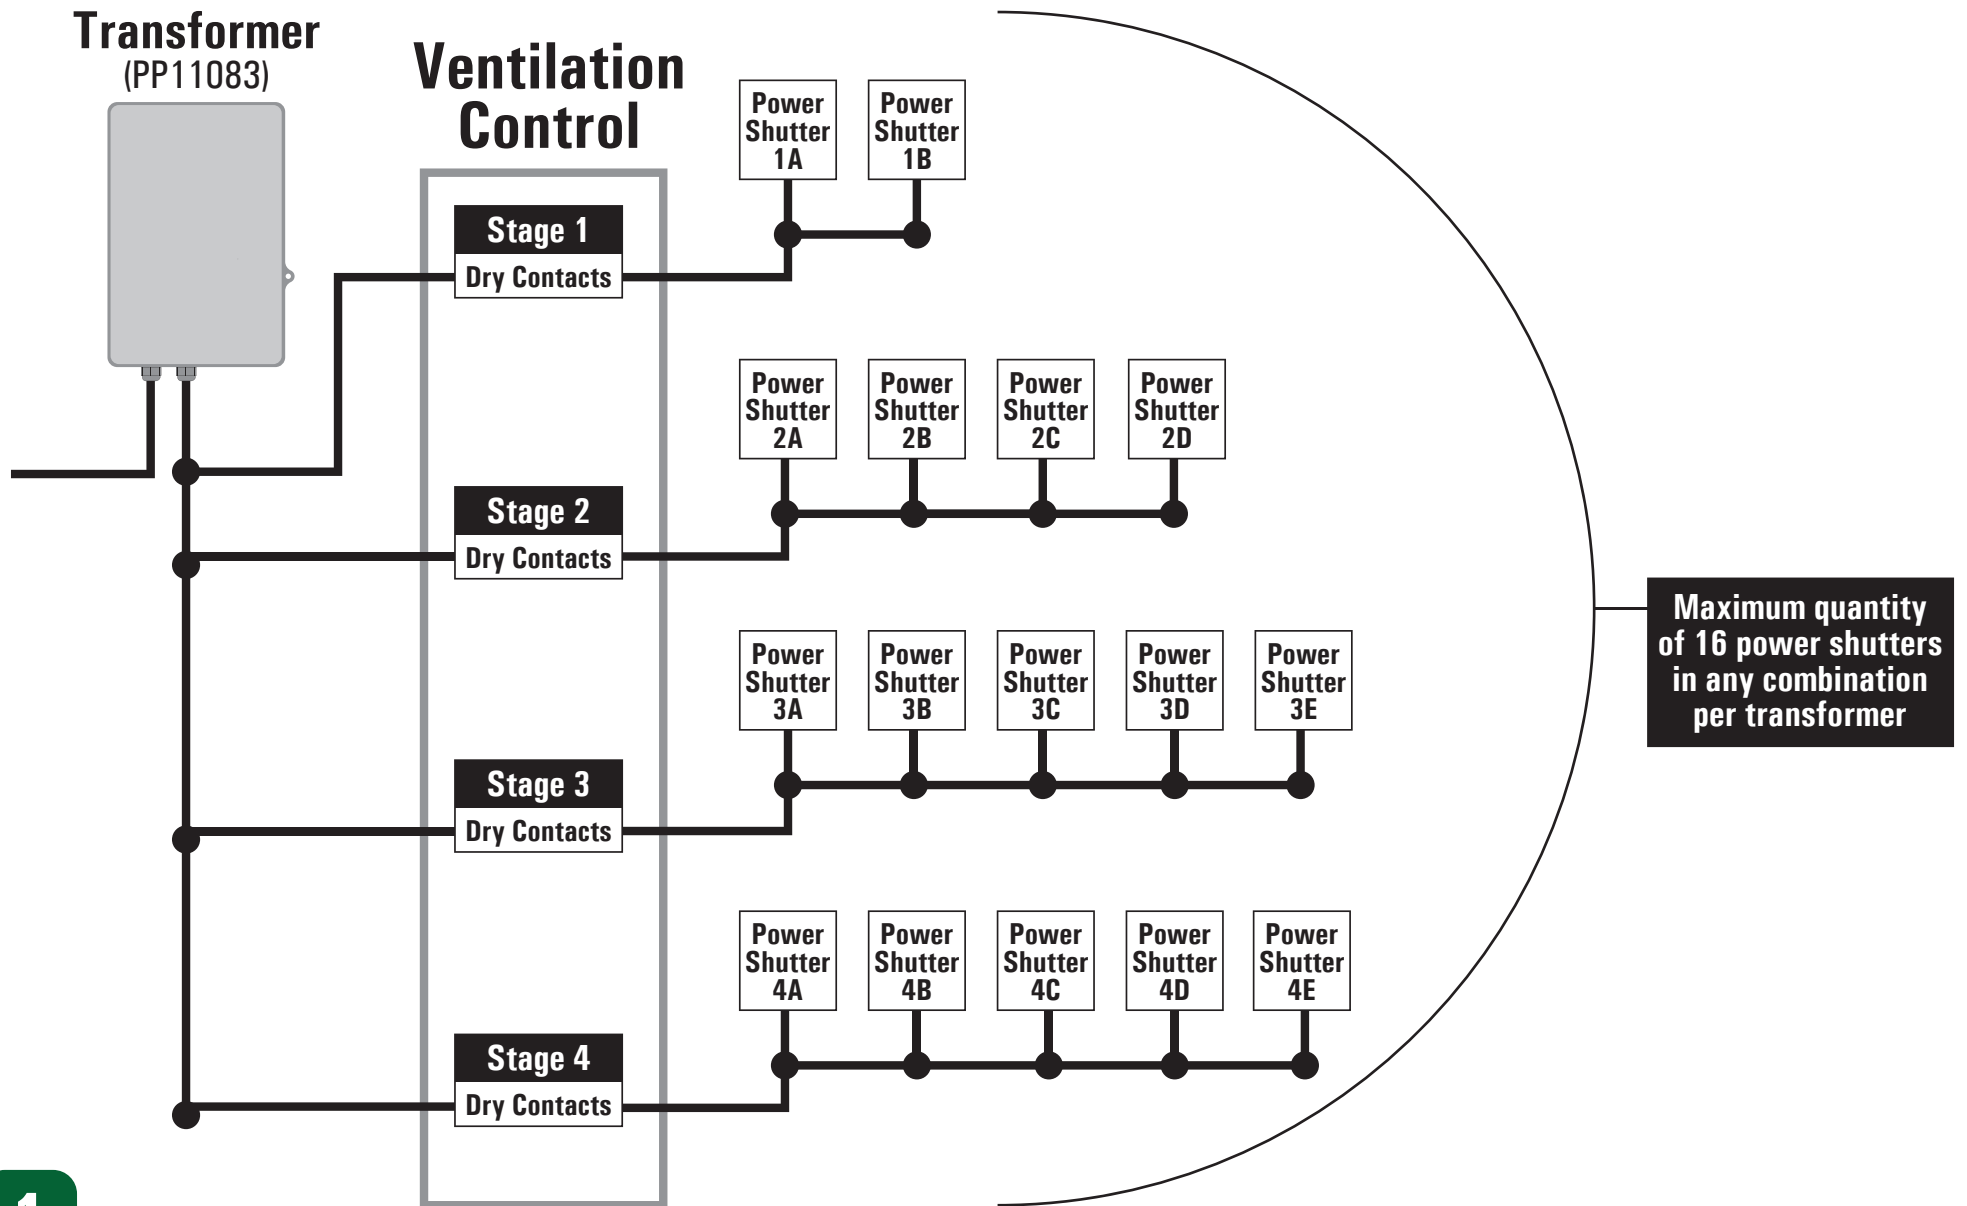 Transformer
(PP11083)
Ventilation
Control
Power
Shutter
1A
Power
Shutter
1B
Stage 1
Dry Contacts
Power
Shutter
2A
Power
Shutter
2B
Power
Shutter
2C
Power
Shutter
2D
Stage 2
Dry Contacts
Power
Shutter
3A
Power
Shutter
3B
Power
Shutter
3C
Power
Shutter
3D
Power
Shutter
3E
Stage 3
Dry Contacts
Power
Shutter
4A
Power
Shutter
4B
Power
Shutter
4C
Power
Shutter
4D
Power
Shutter
4E
Stage 4
Dry Contacts
Maximum quantity
of 16 power shutters
in any combination
per transformer
1